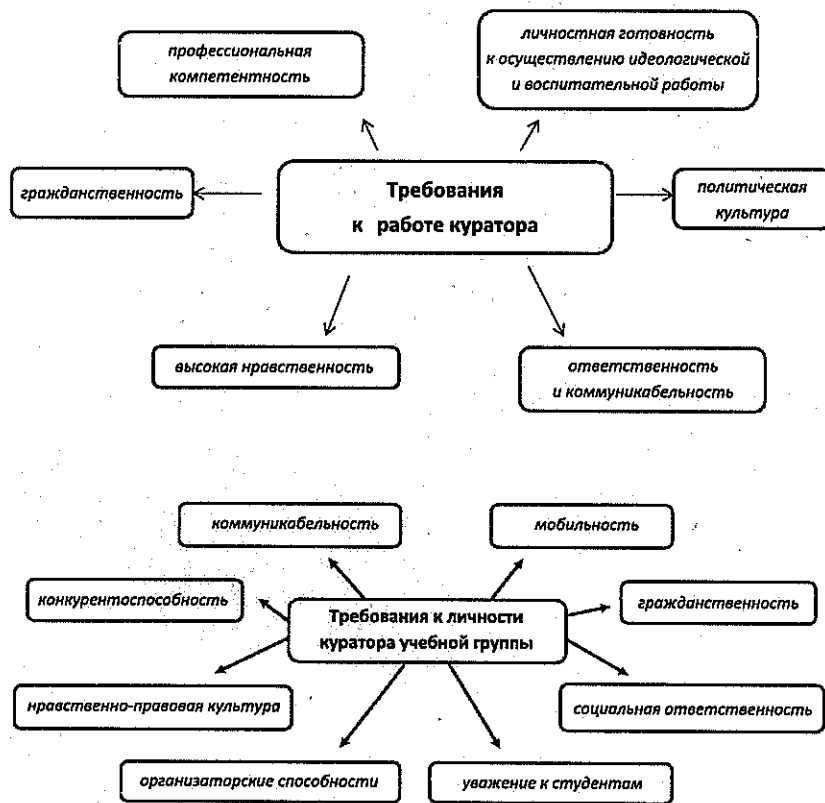 профессиональная
компетентность
личностная готовность
к осуществлению идеологической
и воспитательной работы
гражданственность
Требования
к работе куратора
политическая
культура
высокая нравственность
ответственность
и коммуникабельность
коммуникабельность
мобильность
конкурентоспособность
Требования к личности
куратора учебной группы
гражданственность
нравственно-правовая культура
социальная ответственность
организаторские способности
уважение к студентам